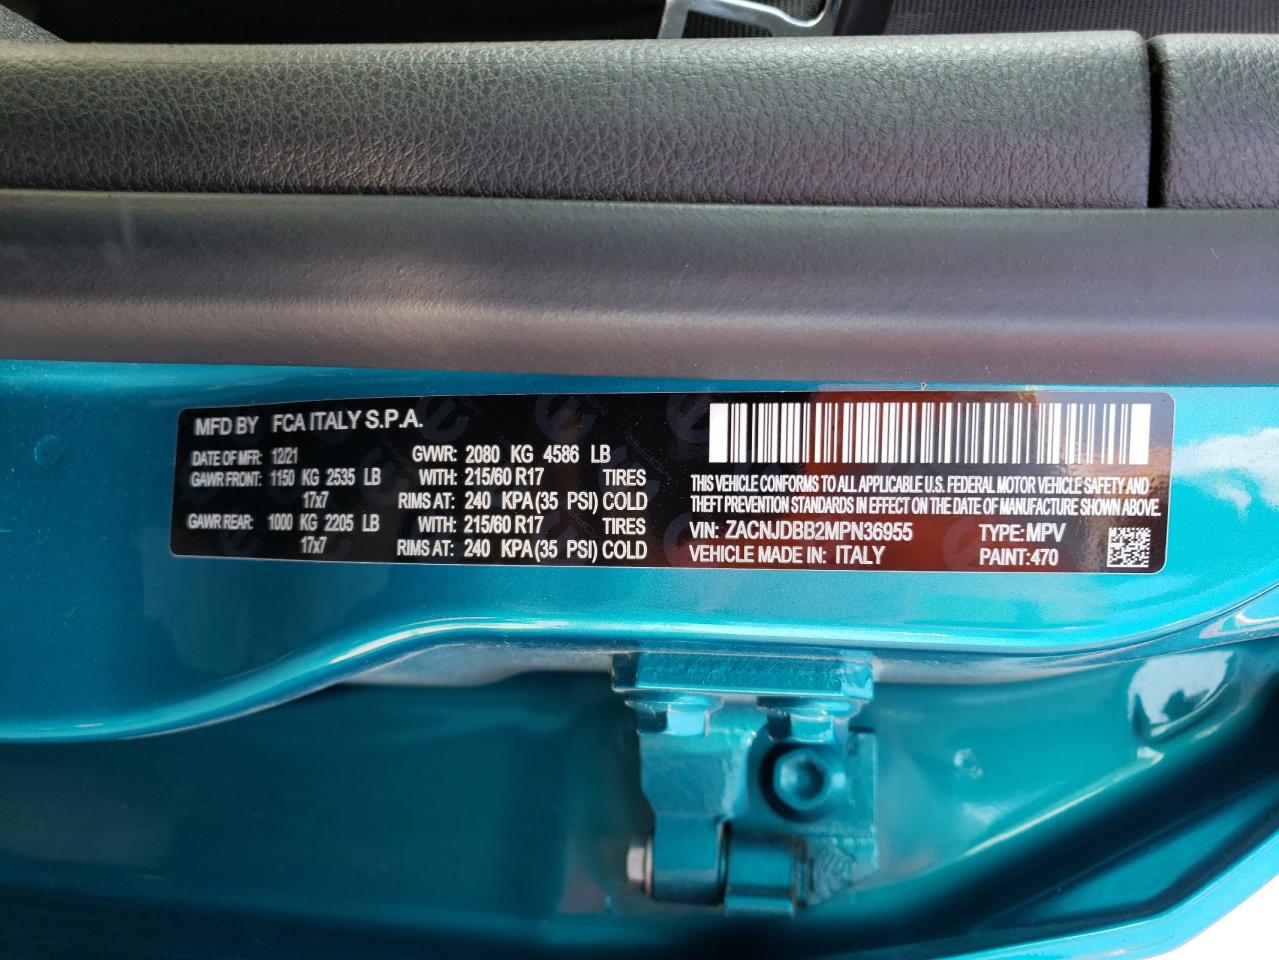 MFD BY FCA ITALY S.P.A.
DATE OF MFR: 12/21 GVWR: 2080 KG 4586 LB
GAWR FRONT: 1150 KG 2535 LB WITH: 215/60 R17 TIRES
17x7 RIMS AT: 240 KPA(35 PSI) COLD
GAWR REAR: 1000 KG 2205 LB WITH: 215/60 R17 TIRES
17x7 RIMS AT: 240 KPA(35 PSI) COLD
THIS VEHICLE CONFORMS TO ALL APPLICABLE U.S. FEDERAL MOTOR VEHICLE SAFETY AND
THEFT PREVENTION STANDARDS IN EFFECT ON THE DATE OF MANUFACTURE SHOWN ABOVE.
VIN: ZACNJDBB2MPN36955 TYPE: MPV
VEHICLE MADE IN: ITALY PAINT:470